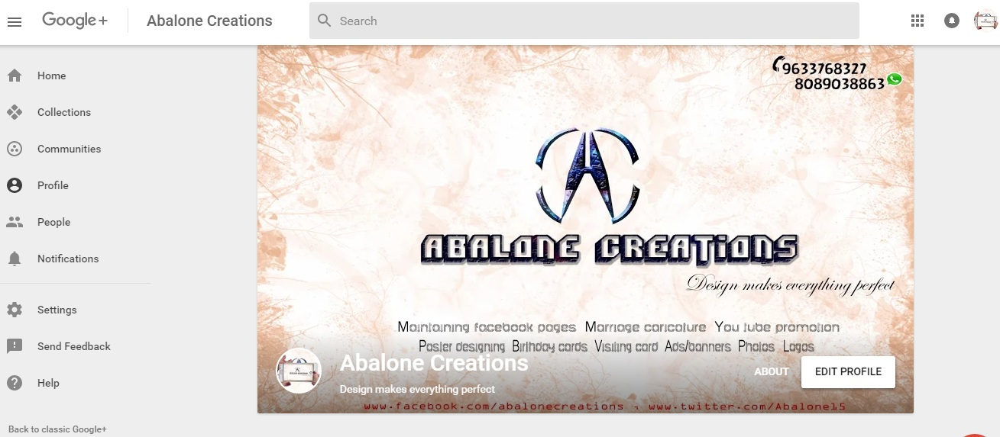 Google+
Abalone Creations
Search
Home
Collections
Communities
Profile
People
Notifications
Settings
Send Feedback
Help
Back to classic Google+
9633768327
8089038863
ABALONE CREATiONS
Design makes everything perfect
Maintaining facebook pages Marriage caricature You tube promotion
Poster designing Birthday cards Visiting card Ads/banners Photos Logos
Abalone Creations
Design makes everything perfect
ABOUT
EDIT PROFILE
www.facebook.com/abalonecreations , www.twitter.com/Abalone15